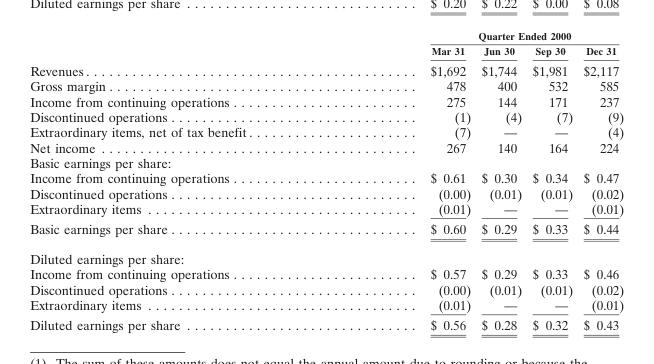 Diluted earnings per share . . . . . . . . . . . . . . . . . . . . . . . . . . . . . . $ 0.20 $ 0.22 $ 0.00 $ 0.08
Quarter Ended 2000
Mar 31 Jun 30 Sep 30 Dec 31
Revenues . . . . . . . . . . . . . . . . . . . . . . . . . . . . . . $1,692 $1,744 $1,981 $2,117
Gross margin . . . . . . . . . . . . . . . . . . . . . . . . . . . . . . 478 400 532 585
Income from continuing operations . . . . . . . . . . . . . . . . . . . . . . . . 275 144 171 237
Discontinued operations . . . . . . . . . . . . . . . . . . . . . . . . . . . . . . (1) (4) (7) (9)
Extraordinary items, net of tax benefit . . . . . . . . . . . . . . . . . . . . . . (7) — — (4)
Net income . . . . . . . . . . . . . . . . . . . . . . . . . . . . . . 267 140 164 224
Basic earnings per share:
Income from continuing operations . . . . . . . . . . . . . . . . . . . . . . . . $ 0.61 $ 0.30 $ 0.34 $ 0.47
Discontinued operations . . . . . . . . . . . . . . . . . . . . . . . . . . . . . . (0.00) (0.01) (0.01) (0.02)
Extraordinary items . . . . . . . . . . . . . . . . . . . . . . . . . . . . . . (0.01) — — (0.01)
Basic earnings per share . . . . . . . . . . . . . . . . . . . . . . . . . . . . . . $ 0.60 $ 0.29 $ 0.33 $ 0.44
Diluted earnings per share:
Income from continuing operations . . . . . . . . . . . . . . . . . . . . . . . . $ 0.57 $ 0.29 $ 0.33 $ 0.46
Discontinued operations . . . . . . . . . . . . . . . . . . . . . . . . . . . . . . (0.00) (0.01) (0.01) (0.02)
Extraordinary items . . . . . . . . . . . . . . . . . . . . . . . . . . . . . . (0.01) — — (0.01)
Diluted earnings per share . . . . . . . . . . . . . . . . . . . . . . . . . . . . . . $ 0.56 $ 0.28 $ 0.32 $ 0.43
(1) The sum of these amounts does not equal the annual amount due to rounding or because the